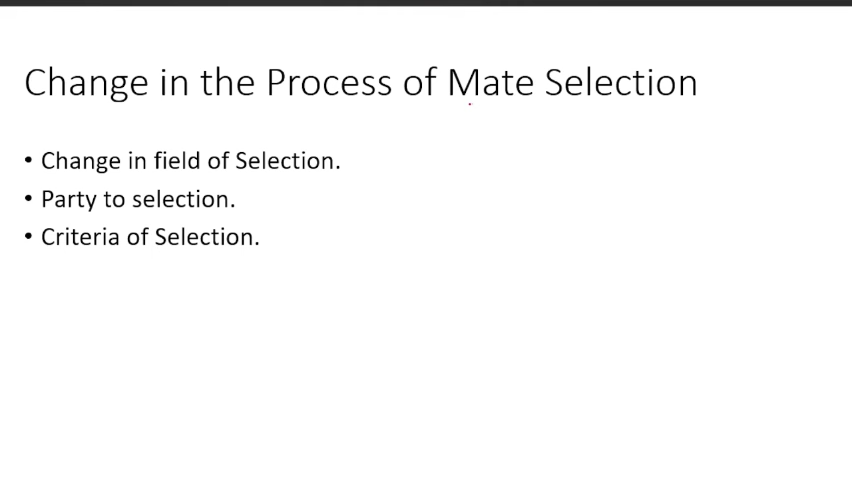 Change in the Process of Mate Selection
• Change in field of Selection.
• Party to selection.
• Criteria of Selection.